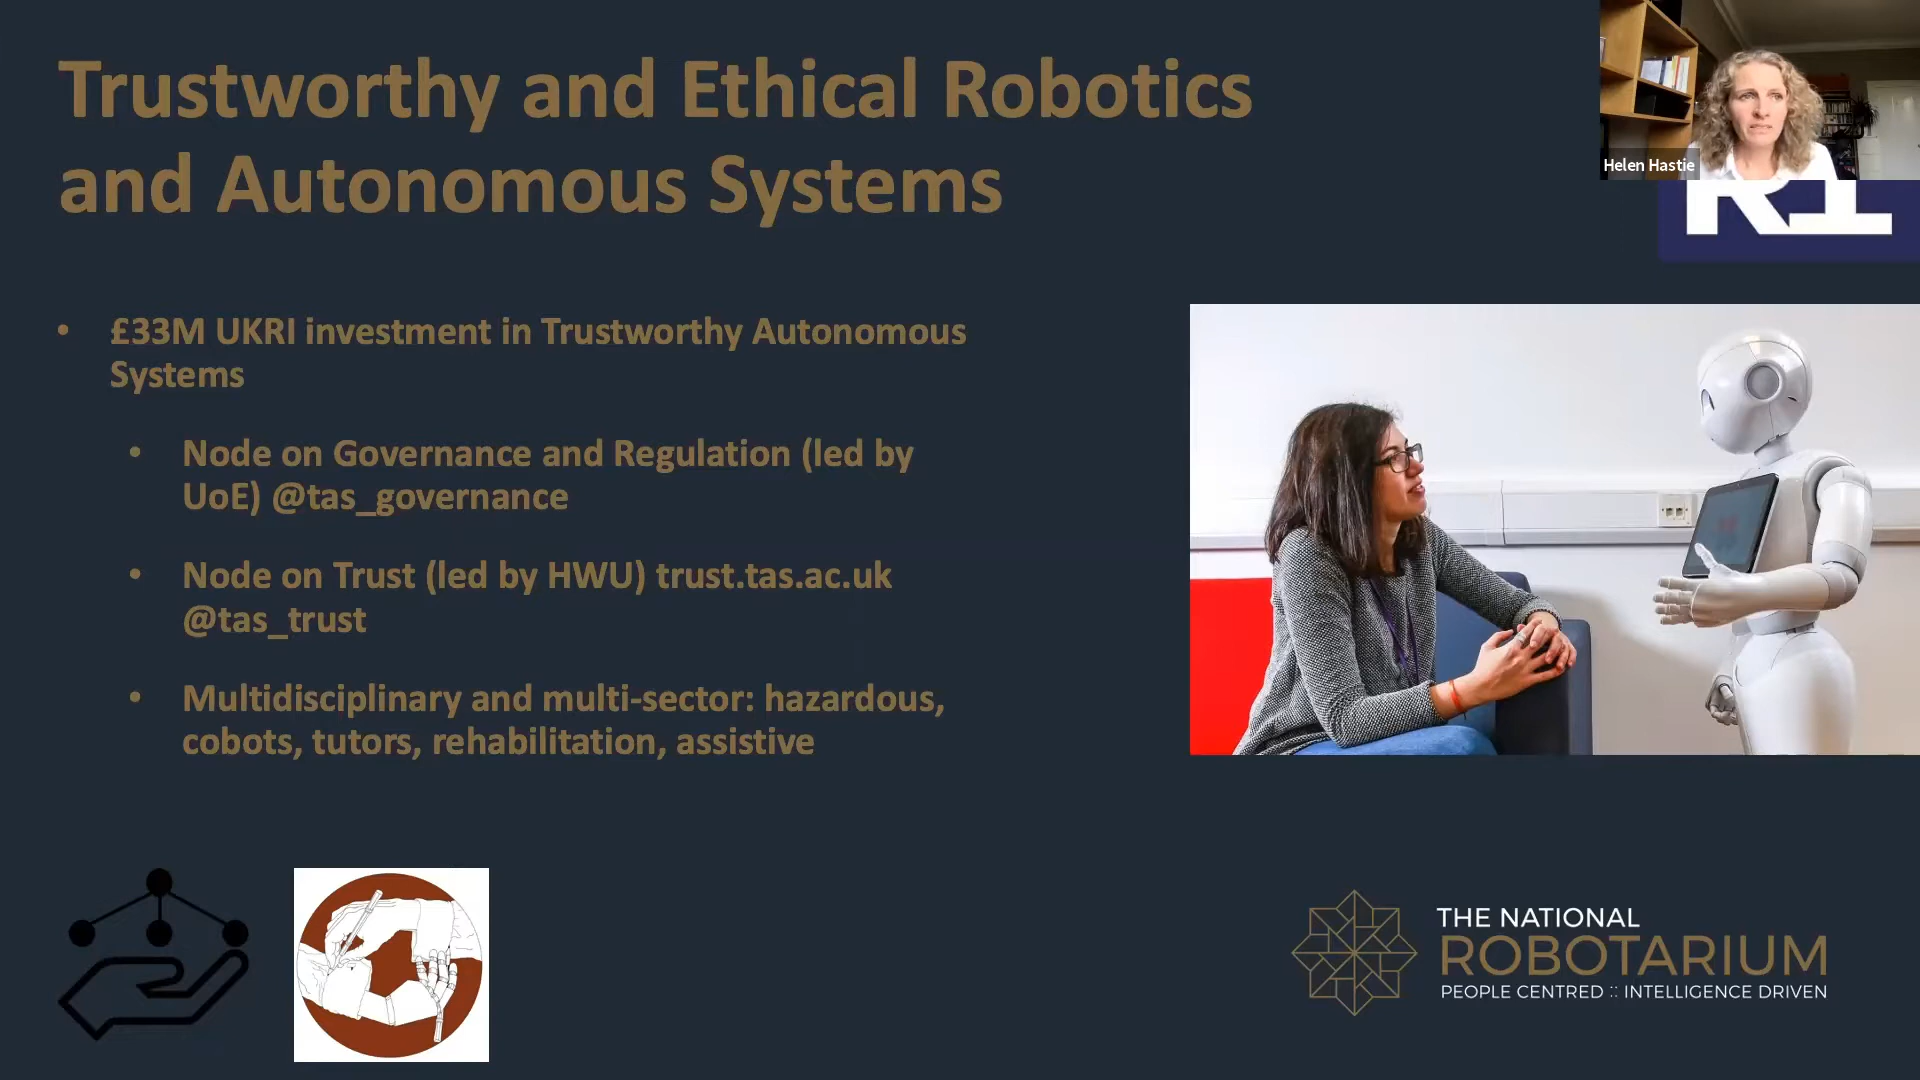 Trustworthy and Ethical Robotics
and Autonomous Systems
Helen Hastie
• £33M UKRI investment in Trustworthy Autonomous
Systems
• Node on Governance and Regulation (led by
UoE) @tas_governance
• Node on Trust (led by HWU) trust.tas.ac.uk
@tas_trust
• Multidisciplinary and multi-sector: hazardous,
cobots, tutors, rehabilitation, assistive
THE NATIONAL
ROBOTARIUM
PEOPLE CENTRED :: INTELLIGENCE DRIVEN